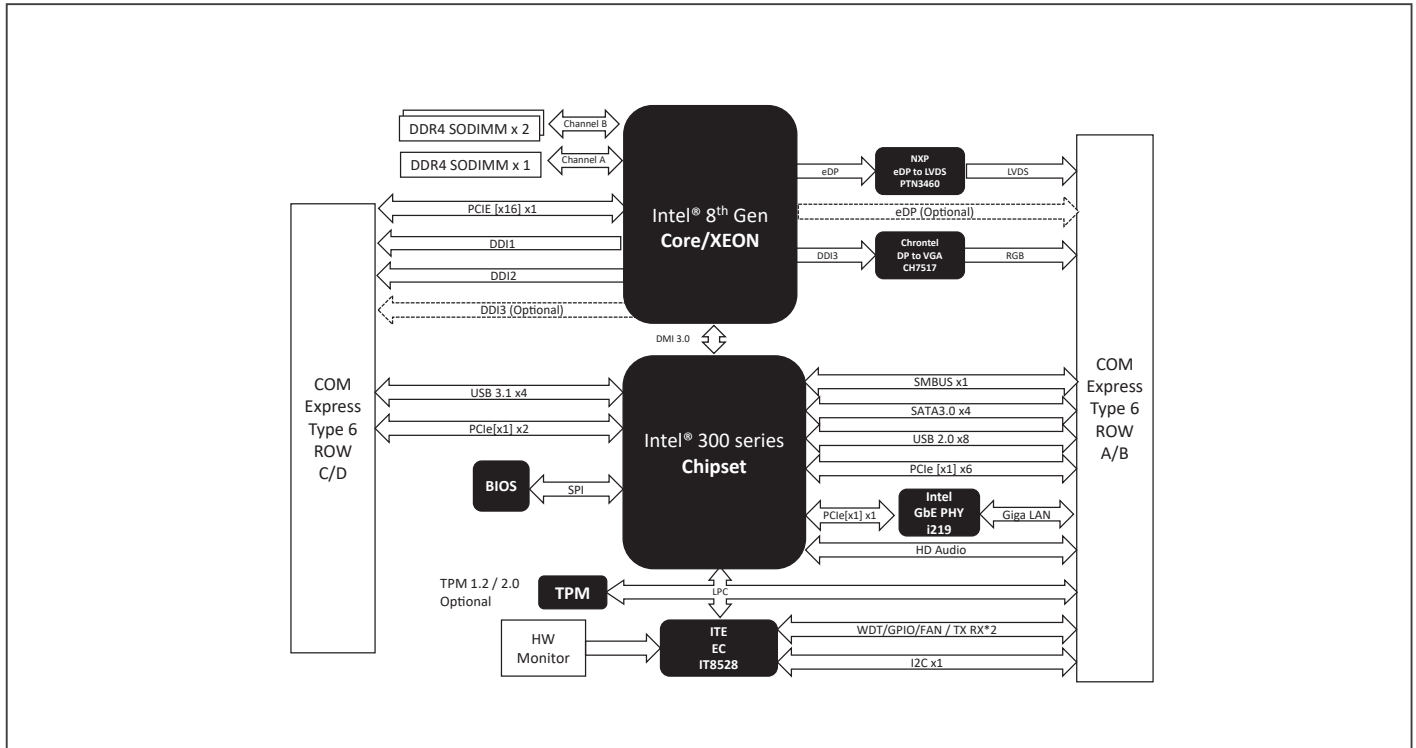 DDR4 SODIMM x 2
Channel B
DDR4 SODIMM x 1
Channel A
Intel® 8th Gen
Core/XEON
eDP
NXP
eDP to LVDS
PTN3460
LVDS
PCIE [x16] x1
eDP (Optional)
DDI1
DDI3
Chrontel
DP to VGA
CH7517
RGB
DDI2
DDI3 (Optional)
DMI 3.0
COM
Express
Type 6
ROW
C/D
USB 3.1 x4
PCIe[x1] x2
Intel® 300 series
Chipset
SMBUS x1
SATA3.0 x4
USB 2.0 x8
PCIe [x1] x6
COM
Express
Type 6
ROW
A/B
BIOS
SPI
PCIe[x1] x1
Intel
GbE PHY
i219
Giga LAN
HD Audio
TPM 1.2 / 2.0
Optional
TPM
LPC
HW
Monitor
ITE
EC
IT8528
WDT/GPIO/FAN / TX RX*2
I2C x1